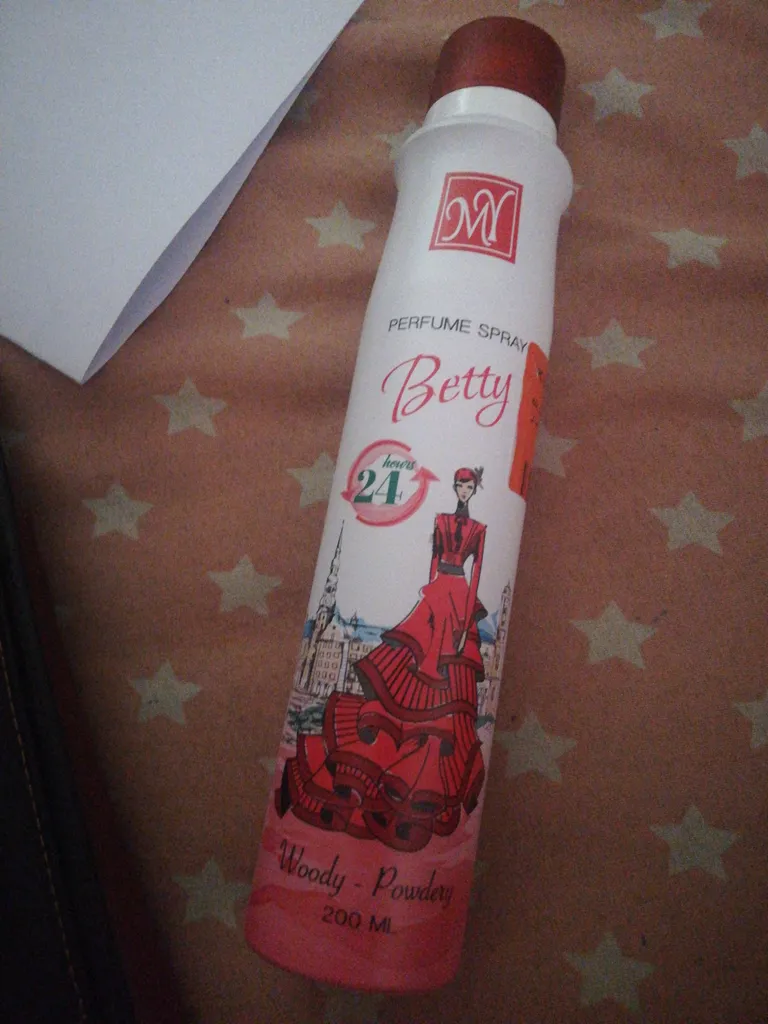 MY
PERFUME SPRAY
Betty
hours
24
Woody - Powdery
200 ML